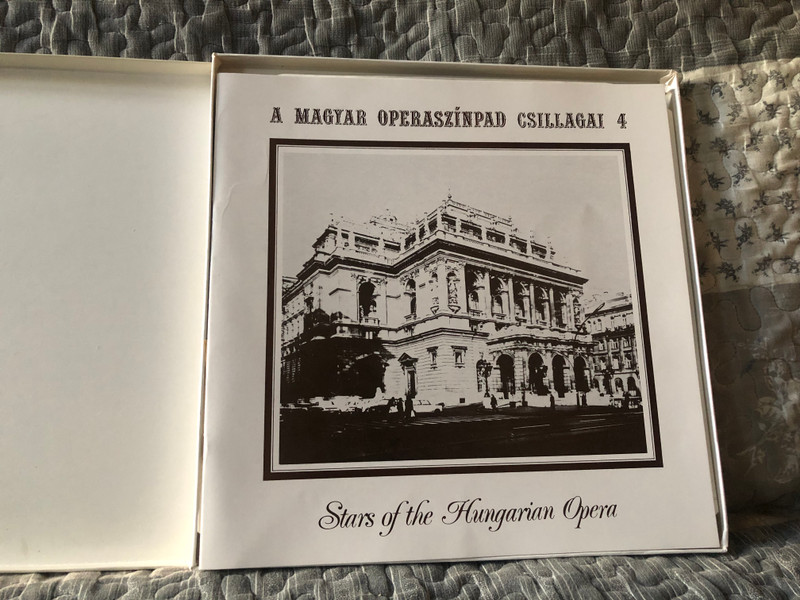 A MAGYAR OPERASZÍNPAD CSILLAGAI 4
Stars of the Hungarian Opera